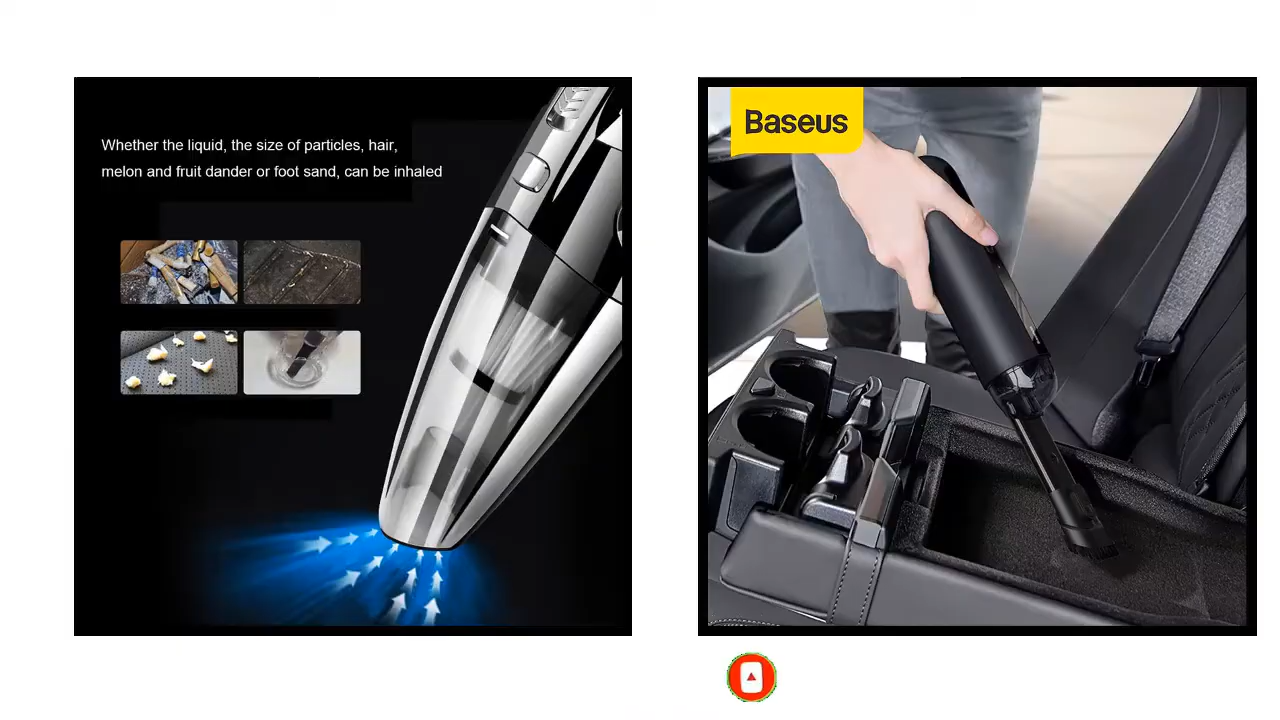 Whether the liquid, the size of particles, hair,
melon and fruit dander or foot sand, can be inhaled
Baseus